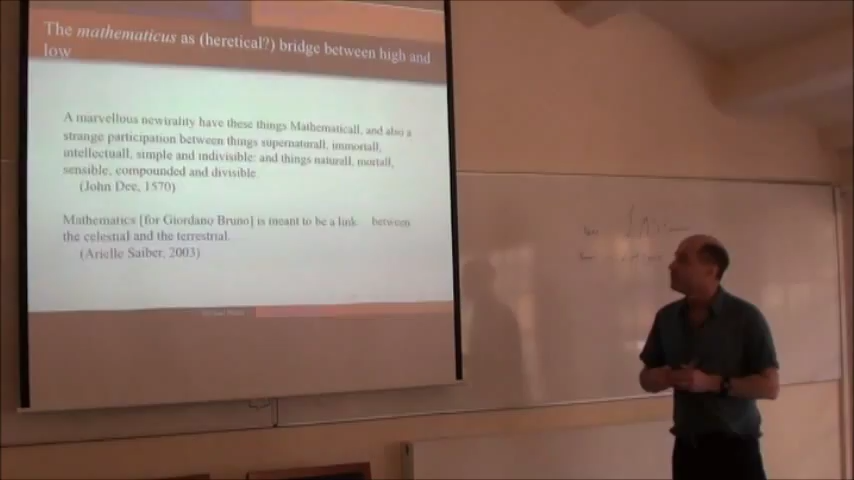 The mathematicus as (heretical?) bridge between high and
low
A marvellous newtrality have these things Mathematicall, and also a
strange participation between things supernaturall, immortall,
intellectuall, simple and indivisible: and things naturall, mortall,
sensible, compounded and divisible.
(John Dee, 1570)
Mathematics [for Giordano Bruno] is meant to be a link between
the celestial and the terrestrial.
(Arielle Saiber, 2003)